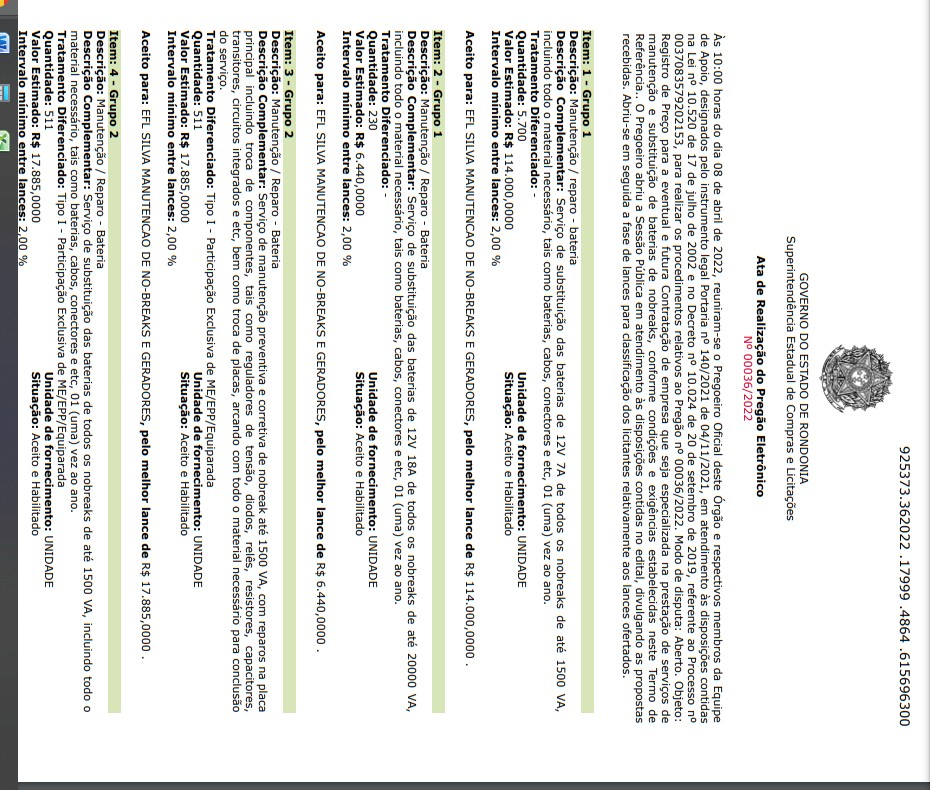 925373.362022 .17999 .4864 .615696300
GOVERNO DO ESTADO DE RONDONIA
Superintendência Estadual de Compras e Licitações
Ata de Realização do Pregão Eletrônico
Nº 00036/2022
Às 10:00 horas do dia 08 de abril de 2022, reuniram-se o Pregoeiro Oficial deste Órgão e respectivos membros da Equipe
de Apoio, designados pelo instrumento legal Portaria nº 140/2021 de 04/11/2021, em atendimento às disposições contidas
na Lei nº 10.520 de 17 de julho de 2002 e no Decreto nº 10.024 de 20 de setembro de 2019, referente ao Processo nº
0037083579202153, para realizar os procedimentos relativos ao Pregão nº 00036/2022. Modo de disputa: Aberto. Objeto:
Registro de Preço para a eventual e futura Contratação de empresa que seja especializada na prestação de serviços de
manutenção e substituição de baterias de nobreaks, conforme condições e exigências estabelecidas neste Termo de
Referência.. O Pregoeiro abriu a Sessão Pública em atendimento às disposições contidas no edital, divulgando as propostas
recebidas. Abriu-se em seguida a fase de lances para classificação dos licitantes relativamente aos lances ofertados.
Item: 1 - Grupo 1
Descrição: Manutenção / reparo - bateria
Descrição Complementar: Serviço de substituição das baterias de 12V 7A de todos os nobreaks de até 1500 VA,
incluindo todo o material necessário, tais como baterias, cabos, conectores e etc, 01 (uma) vez ao ano.
Tratamento Diferenciado: -
Quantidade: 5.700 Unidade de fornecimento: UNIDADE
Valor Estimado: R$ 114.000,0000 Situação: Aceito e Habilitado
Intervalo mínimo entre lances: 2,00 %
Aceito para: EFL SILVA MANUTENCAO DE NO-BREAKS E GERADORES, pelo melhor lance de R$ 114.000,0000 .
Item: 2 - Grupo 1
Descrição: Manutenção / Reparo - Bateria
Descrição Complementar: Serviço de substituição das baterias de 12V 18A de todos os nobreaks de até 20000 VA,
incluindo todo o material necessário, tais como baterias, cabos, conectores e etc, 01 (uma) vez ao ano.
Tratamento Diferenciado: -
Quantidade: 230 Unidade de fornecimento: UNIDADE
Valor Estimado: R$ 6.440,0000 Situação: Aceito e Habilitado
Intervalo mínimo entre lances: 2,00 %
Aceito para: EFL SILVA MANUTENCAO DE NO-BREAKS E GERADORES, pelo melhor lance de R$ 6.440,0000 .
Item: 3 - Grupo 2
Descrição: Manutenção / Reparo - Bateria
Descrição Complementar: Serviço de manutenção preventiva e corretiva de nobreak até 1500 VA, com reparos na placa
principal incluindo troca de componentes, tais como reguladores de tensão, diodos, relês, resistores, capacitores,
transitores, circuitos integrados e etc, bem como troca de placas, arcando com todo o material necessário para conclusão
do serviço.
Tratamento Diferenciado: Tipo I - Participação Exclusiva de ME/EPP/Equiparada
Quantidade: 511 Unidade de fornecimento: UNIDADE
Valor Estimado: R$ 17.885,0000 Situação: Aceito e Habilitado
Intervalo mínimo entre lances: 2,00 %
Aceito para: EFL SILVA MANUTENCAO DE NO-BREAKS E GERADORES, pelo melhor lance de R$ 17.885,0000 .
Item: 4 - Grupo 2
Descrição: Manutenção / Reparo - Bateria
Descrição Complementar: Serviço de substituição das baterias de todos os nobreaks de até 1500 VA, incluindo todo o
material necessário, tais como baterias, cabos, conectores e etc, 01 (uma) vez ao ano.
Tratamento Diferenciado: Tipo I - Participação Exclusiva de ME/EPP/Equiparada
Quantidade: 511 Unidade de fornecimento: UNIDADE
Valor Estimado: R$ 17.885,0000 Situação: Aceito e Habilitado
Intervalo mínimo entre lances: 2,00 %